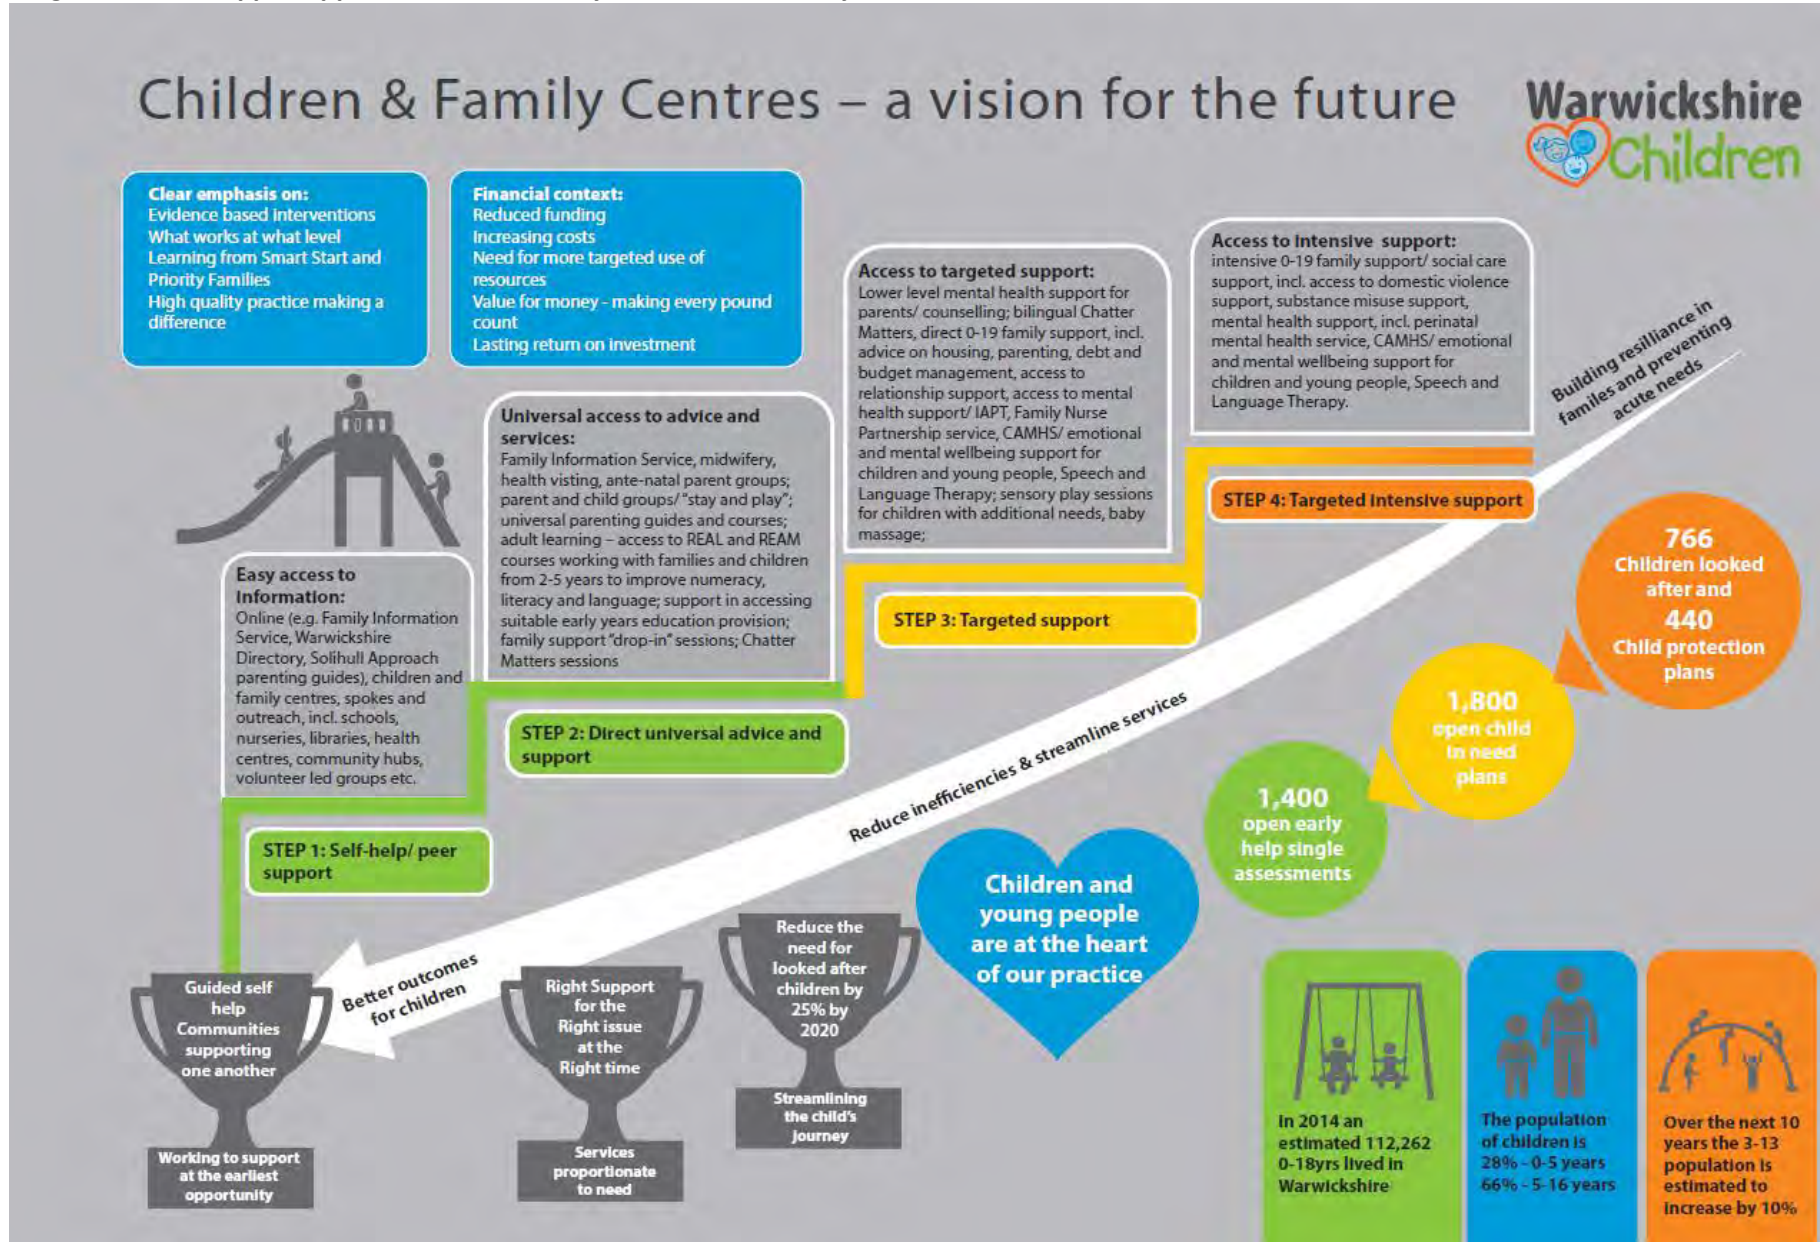 Children & Family Centres – a vision for the future
Warwickshire
Children
Clear emphasis on:
Evidence based interventions
What works at what level
Learning from Smart Start and
Priority Families
High quality practice making a
difference
Financial context:
Reduced funding
Increasing costs
Need for more targeted use of
resources
Value for money - making every pound
count
Lasting return on investment
Access to targeted support:
Lower level mental health support for
parents/ counselling; bilingual Chatter
Matters, direct 0-19 family support, incl.
advice on housing, parenting, debt and
budget management, access to
relationship support, access to mental
health support/ IAPT, Family Nurse
Partnership service, CAMHS/ emotional
and mental wellbeing support for
children and young people, Speech and
Language Therapy; sensory play sessions
for children with additional needs, baby
massage;
Access to Intensive support:
intensive 0-19 family support/ social care
support, incl. access to domestic violence
support, substance misuse support,
mental health support, incl. perinatal
mental health service, CAMHS/ emotional
and mental wellbeing support for
children and young people, Speech and
Language Therapy.
Building resilliance in
familes and preventing
acute needs
Universal access to advice and
services:
Family Information Service, midwifery,
health visting, ante-natal parent groups;
parent and child groups/ "stay and play";
universal parenting guides and courses;
adult learning – access to REAL and REAM
courses working with families and children
from 2-5 years to improve numeracy,
literacy and language; support in accessing
suitable early years education provision;
family support "drop-in" sessions; Chatter
Matters sessions
Easy access to
Information:
Online (e.g. Family Information
Service, Warwickshire
Directory, Solihull Approach
parenting guides), children and
family centres, spokes and
outreach, incl. schools,
nurseries, libraries, health
centres, community hubs,
volunteer led groups etc.
STEP 4: Targeted intensive support
STEP 3: Targeted support
STEP 2: Direct universal advice and
support
STEP 1: Self-help/ peer
support
766
Children looked
after and
440
Child protection
plans
1,800
open child
in need
plans
1,400
open early
help single
assessments
Reduce inefficiencies & streamline services
Better outcomes
for children
Children and
young people
are at the heart
of our practice
Guided self
help
Communities
supporting
one another
Working to support
at the earliest
opportunity
Right Support
for the
Right issue
at the
Right time
Services
proportionate
to need
Reduce the
need for
looked after
children by
25% by
2020
Streamlining
the child's
journey
In 2014 an
estimated 112,262
0-18yrs lived in
Warwickshire
The population
of children is
28% - 0-5 years
66% - 5-16 years
Over the next 10
years the 3-13
population is
estimated to
increase by 10%